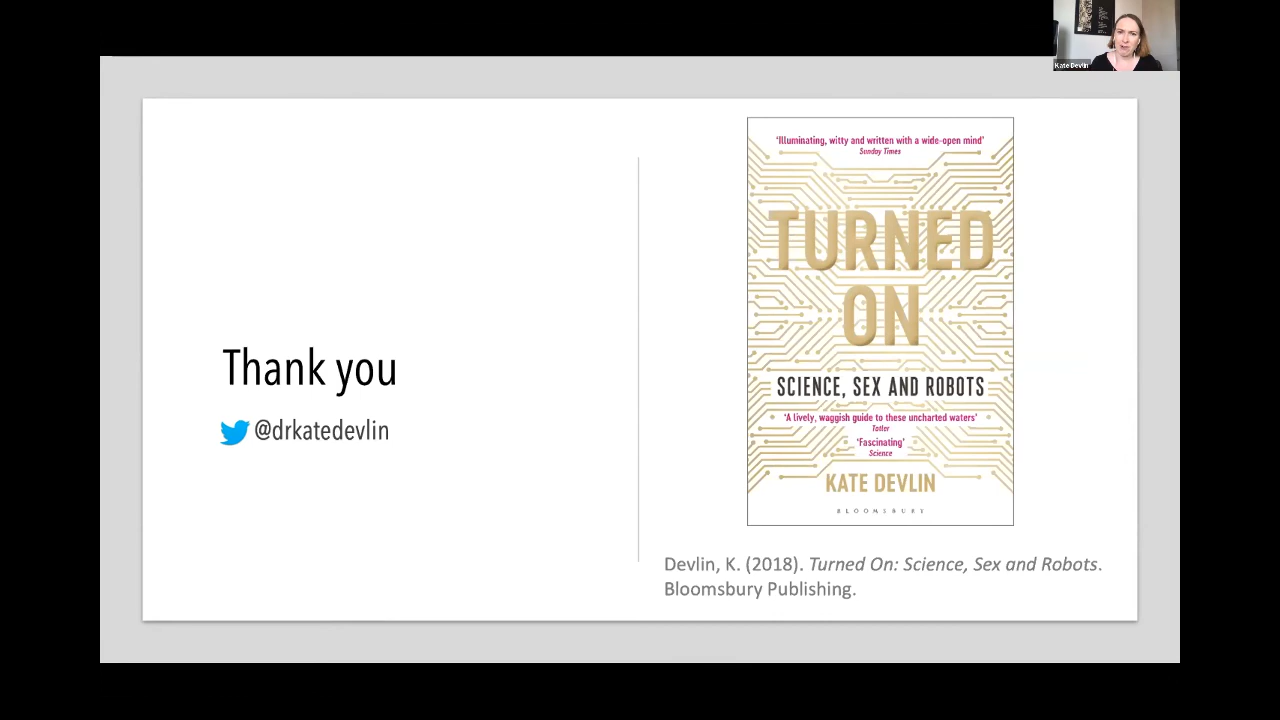 Kate Devlin
Thank you
@drkatedevlin
'Illuminating, witty and written with a wide-open mind'
Sunday Times
TURNED
ON
SCIENCE, SEX AND ROBOTS
'A lively, waggish guide to these uncharted waters'
Tatler
'Fascinating'
Science
KATE DEVLIN
BLOOMSBURY
Devlin, K. (2018). Turned On: Science, Sex and Robots.
Bloomsbury Publishing.